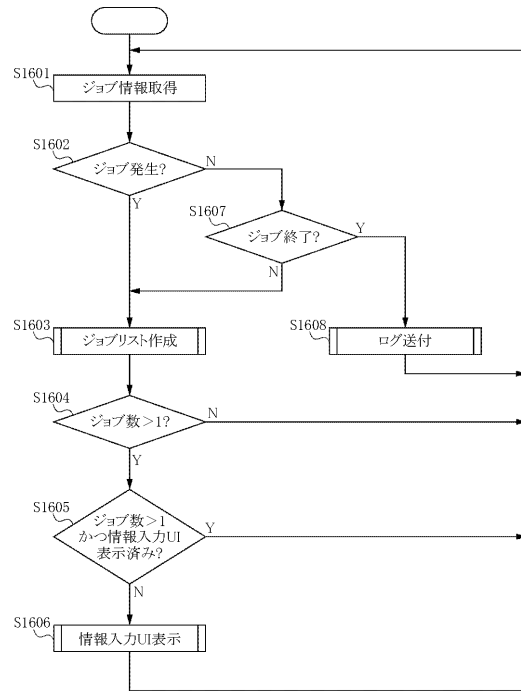 S1601
ジョブ情報取得
S1602
ジョブ発生?
N
Y
S1607
ジョブ終了?
Y
N
S1603
ジョブリスト作成
S1608
ログ送付
S1604
ジョブ数>1?
N
Y
S1605
ジョブ数>1
かつ情報入力UI
表示済み?
Y
N
S1606
情報入力UI表示